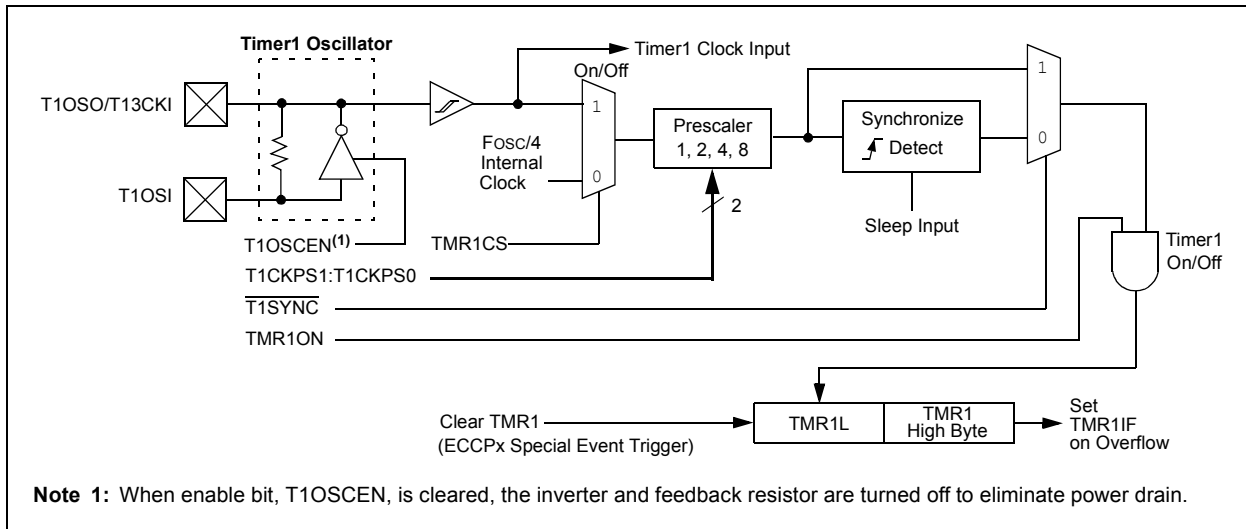 Timer1 Oscillator
Timer1 Clock Input
On/Off
T1OSO/T13CKI
1
FOSC/4
Internal
Clock
0
Prescaler
1, 2, 4, 8
Synchronize
Detect
1
0
T1OSI
2
Sleep Input
T1OSCEN(1)
TMR1CS
T1CKPS1:T1CKPS0
T1SYNC
TMR1ON
Timer1
On/Off
Clear TMR1
(ECCPx Special Event Trigger)
TMR1L
TMR1
High Byte
Set
TMR1IF
on Overflow
Note 1: When enable bit, T1OSCEN, is cleared, the inverter and feedback resistor are turned off to eliminate power drain.